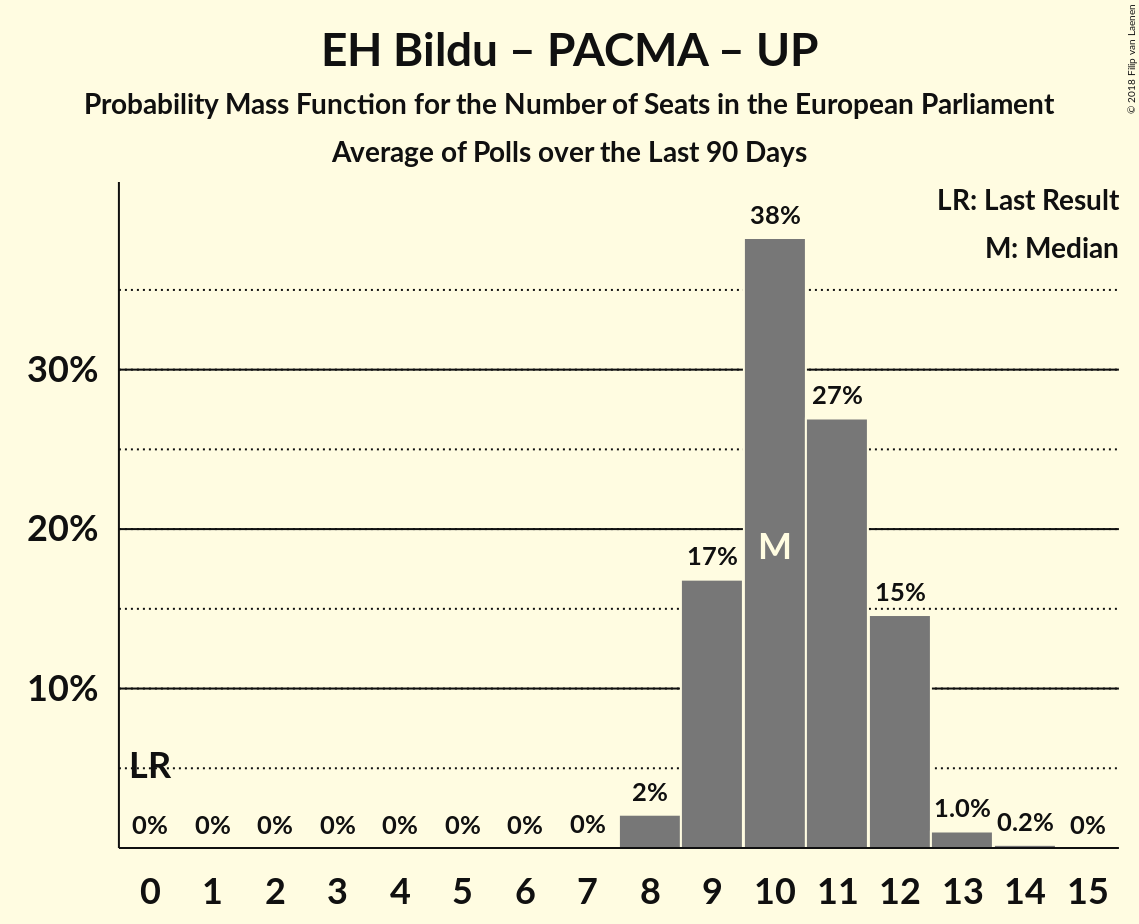 EH Bildu – PACMA – UP
Probability Mass Function for the Number of Seats in the European Parliament
Average of Polls over the Last 90 Days
© 2018 Filip van Laenen
LR: Last Result
M: Median
38%
30%
27%
20%
17%
M
15%
10%
LR
0% 0% 0% 0% 0% 0% 0% 0% 2% 1.0% 0.2% 0%
0 1 2 3 4 5 6 7 8 9 10 11 12 13 14 15